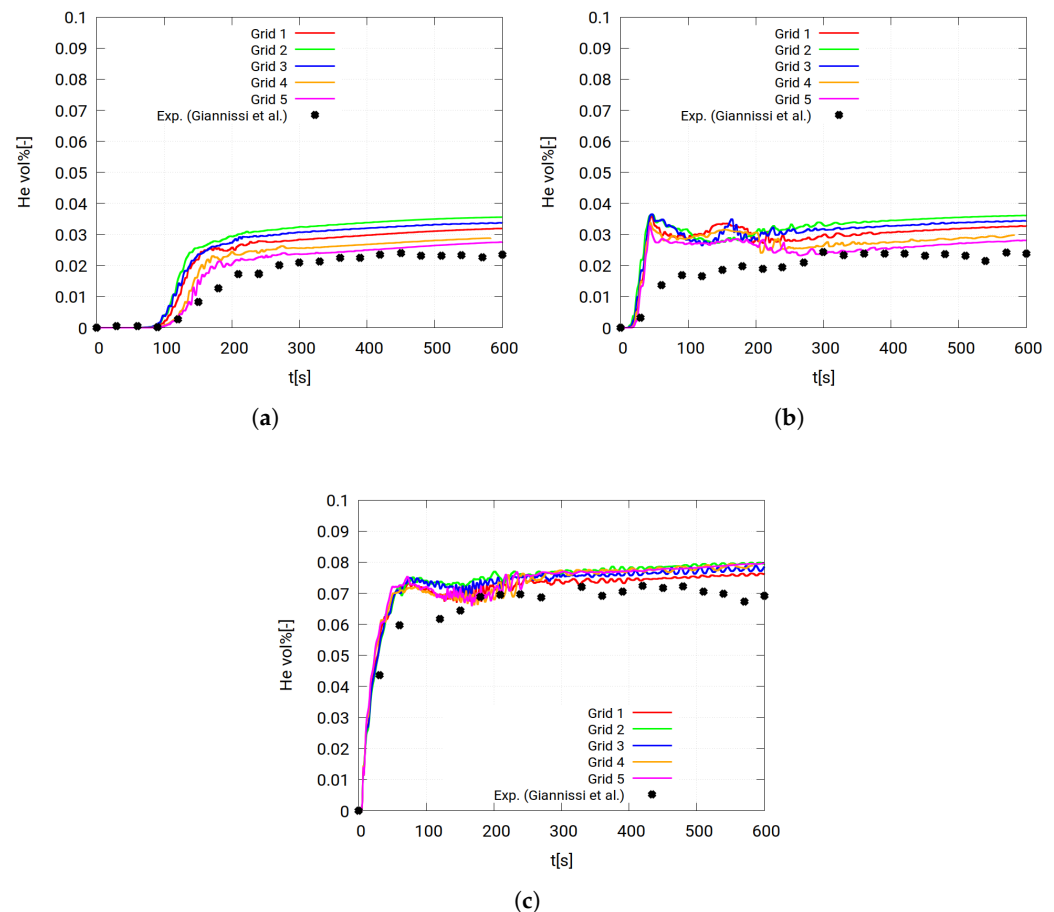 0.1
0.09
0.08
0.07
0.06
0.05
0.04
0.03
0.02
0.01
0
He vol%[-]
Grid 1
Grid 2
Grid 3
Grid 4
Grid 5
Exp. (Giannissi et al.)
0 100 200 300 400 500 600
t[s]
(a)
0.1
0.09
0.08
0.07
0.06
0.05
0.04
0.03
0.02
0.01
0
He vol%[-]
Grid 1
Grid 2
Grid 3
Grid 4
Grid 5
Exp. (Giannissi et al.)
0 100 200 300 400 500 600
t[s]
(b)
0.1
0.09
0.08
0.07
0.06
0.05
0.04
0.03
0.02
0.01
0
He vol%[-]
Grid 1
Grid 2
Grid 3
Grid 4
Grid 5
Exp. (Giannissi et al.)
0 100 200 300 400 500 600
t[s]
(c)